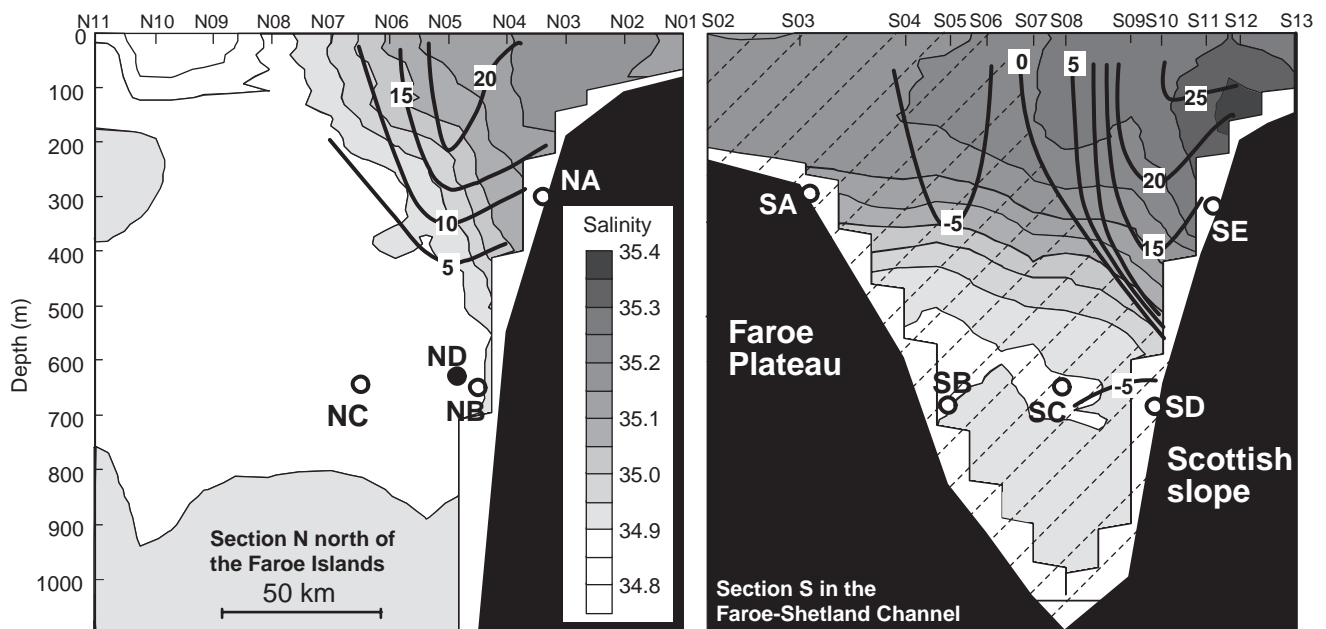 N11 N10 N09 N08 N07 N06 N05 N04 N03 N02 N01
S02 S03 S04 S05 S06 S07 S08 S09 S10 S11 S12 S13
Depth (m)
0
100
200
300
400
500
600
700
800
900
1000
20
15
10
5
NA
NB
NC
ND
Salinity
35.4
35.3
35.2
35.1
35.0
34.9
34.8
Section N north of
the Faroe Islands
50 km
0
5
25
20
15
-5
-5
SA
SB
SC
SD
SE
Faroe
Plateau
Scottish
slope
Section S in the
Faroe-Shetland Channel